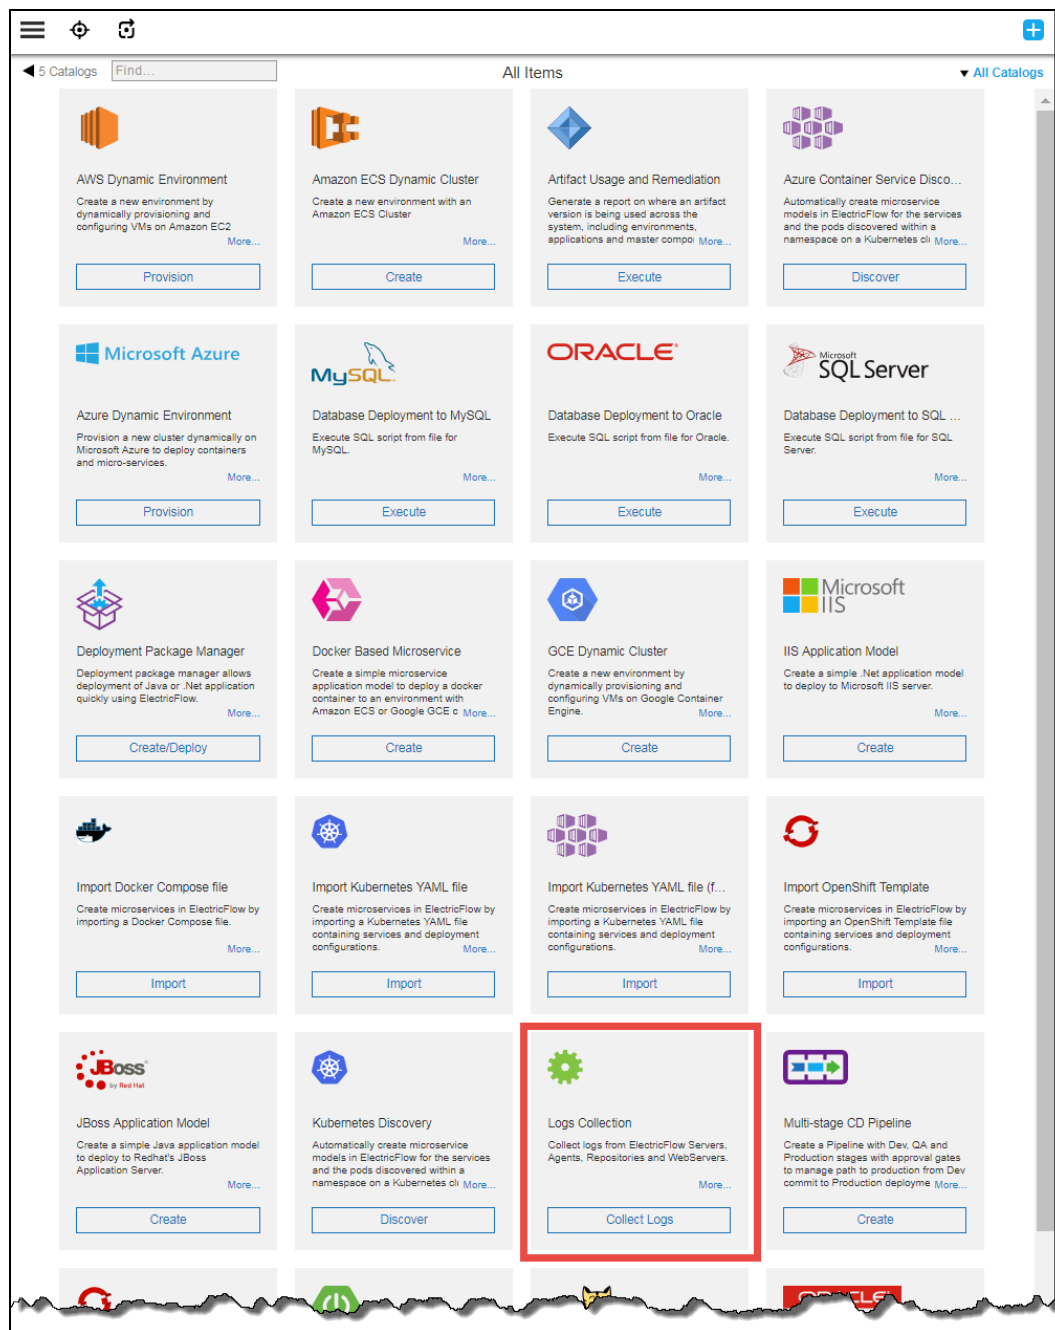 5 Catalogs
Find...
All Items
All Catalogs
AWS Dynamic Environment
Create a new environment by
dynamically provisioning and
configuring VMs on Amazon EC2
More...
Provision
Amazon ECS Dynamic Cluster
Create a new environment with an
Amazon ECS Cluster
More...
Create
Artifact Usage and Remediation
Generate a report on where an artifact
version is being used across the
system, including environments,
applications and master compo More...
Execute
Azure Container Service Disco...
Automatically create microservice
models in ElectricFlow for the services
and the pods discovered within a
namespace on a Kubernetes clu More...
Discover
Microsoft Azure
Azure Dynamic Environment
Provision a new cluster dynamically on
Microsoft Azure to deploy containers
and micro-services.
More...
Provision
MySQL
Database Deployment to MySQL
Execute SQL script from file for
MySQL.
More...
Execute
ORACLE
Database Deployment to Oracle
Execute SQL script from file for Oracle.
More...
Execute
Microsoft
SQL Server
Database Deployment to SQL ...
Execute SQL script from file for SQL
Server.
More...
Execute
Deployment Package Manager
Deployment package manager allows
deployment of Java or .Net application
quickly using ElectricFlow.
More...
Create/Deploy
Docker Based Microservice
Create a simple microservice
application model to deploy a docker
container to an environment with
Amazon ECS or Google GCE c More...
Create
GCE Dynamic Cluster
Create a new environment by
dynamically provisioning and
configuring VMs on Google Container
Engine. More...
Create
Microsoft
IIS
IIS Application Model
Create a simple .Net application model
to deploy to Microsoft IIS server.
More...
Create
Import Docker Compose file
Create microservices in ElectricFlow by
importing a Docker Compose file.
More...
Import
Import Kubernetes YAML file
Create microservices in ElectricFlow by
importing a Kubernetes YAML file
containing services and deployment
configurations. More...
Import
Import Kubernetes YAML file (f...
Create microservices in ElectricFlow by
importing a Kubernetes YAML file
containing services and deployment
configurations. More...
Import
Import OpenShift Template
Create microservices in ElectricFlow by
importing an OpenShift Template file
containing services and deployment
configurations. More...
Import
JBoss
by Red Hat
JBoss Application Model
Create a simple Java application model
to deploy to Redhat's JBoss
Application Server.
More...
Create
Kubernetes Discovery
Automatically create microservice
models in ElectricFlow for the services
and the pods discovered within a
namespace on a Kubernetes clu More...
Discover
Logs Collection
Collect logs from ElectricFlow Servers,
Agents, Repositories and WebServers.
More...
Collect Logs
Multi-stage CD Pipeline
Create a Pipeline with Dev, QA and
Production stages with approval gates
to manage path to production from Dev
commit to Production deployme More...
Create